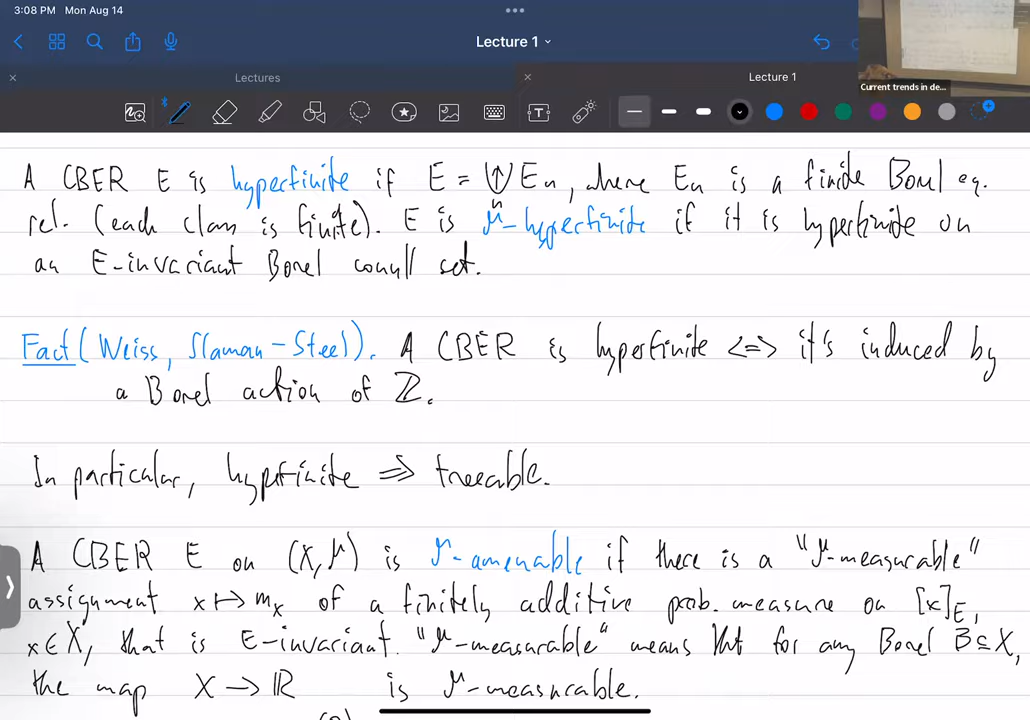 3:08 PM Mon Aug 14
Lecture 1
Lectures
Lecture 1
Current trends in de...
A CBER E is hyperfinite if E = ⋃↑ₙ Eₙ, where Eₙ is a finite Borel eq.
rel. (each class is finite). E is μ-hyperfinite if it is hyperfinite on
an E-invariant Borel conull set.
Fact (Weiss, Slaman-Steel). A CBER is hyperfinite <=> it's induced by
a Borel action of ℤ.
In particular, hypefinite => treeable.
A CBER E on (X,μ) is μ-amenable if there is a "μ-measurable"
assignment x ↦ mₓ of a finitely additive prob. measure on [x]_E,
x∈X, that is E-invariant. "μ-measurable" means tht for any Borel B⊆X,
the map X → ℝ is μ-measurable.